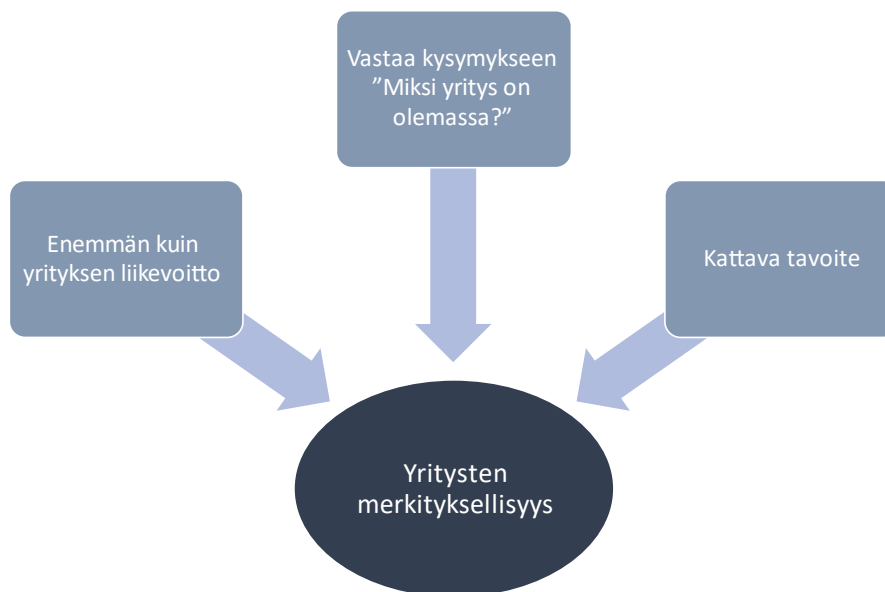 Vastaa kysymykseen
”Miksi yritys on
olemassa?”
Enemmän kuin
yrityksen liikevoitto
Kattava tavoite
Yritysten
merkityksellisyys